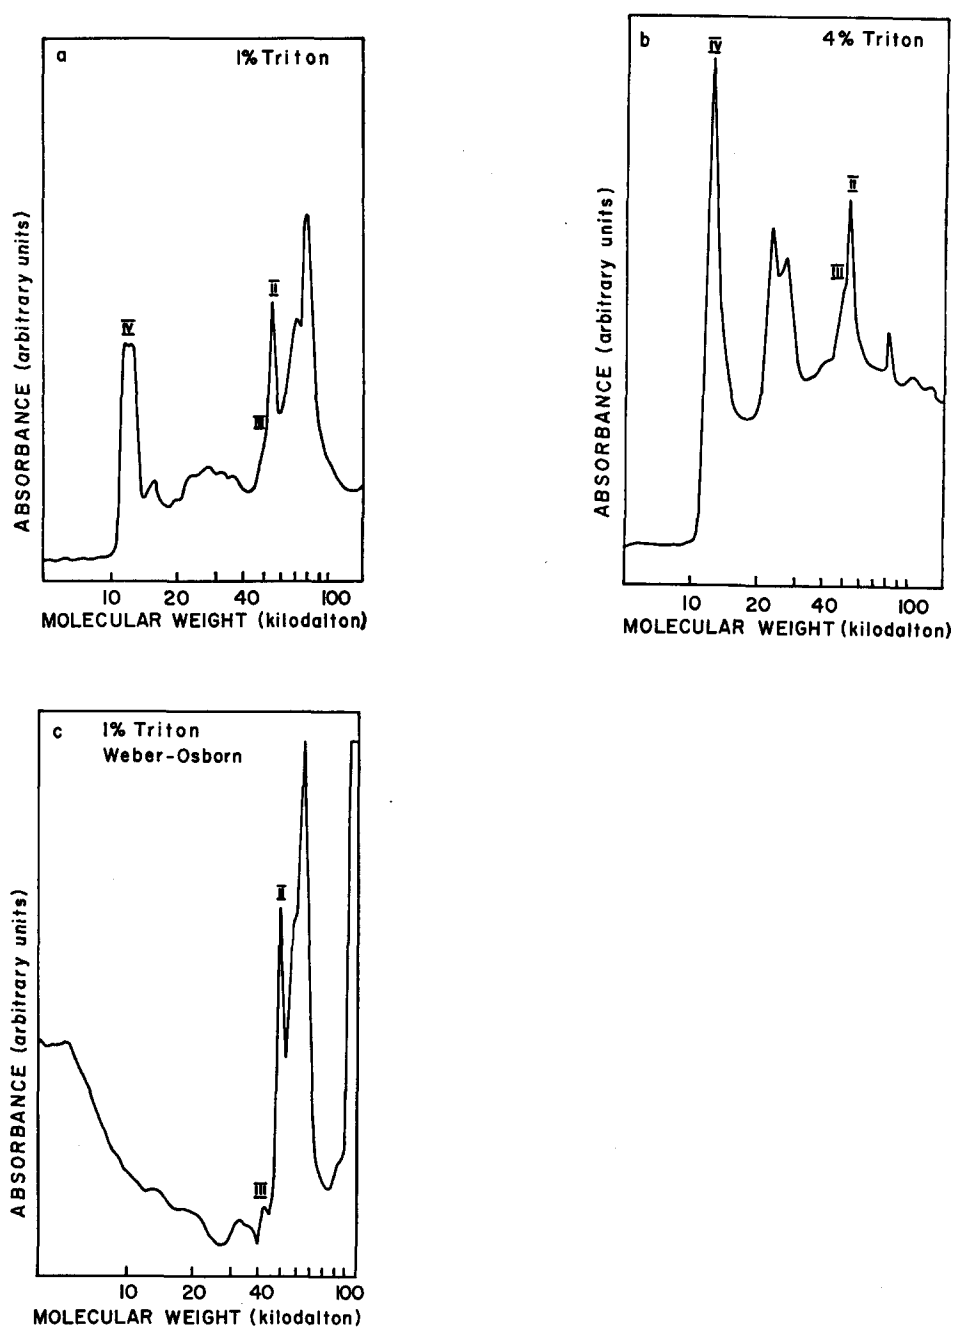 a
1% Triton
IV
II
III
ABSORBANCE (arbitrary units)
10 20 40 100
MOLECULAR WEIGHT (kilodalton)
b
4% Triton
IV
II
III
ABSORBANCE (arbitrary units)
10 20 40 100
MOLECULAR WEIGHT (kilodalton)
c
1% Triton
Weber-Osborn
II
III
ABSORBANCE (arbitrary units)
10 20 40 100
MOLECULAR WEIGHT (kilodalton)